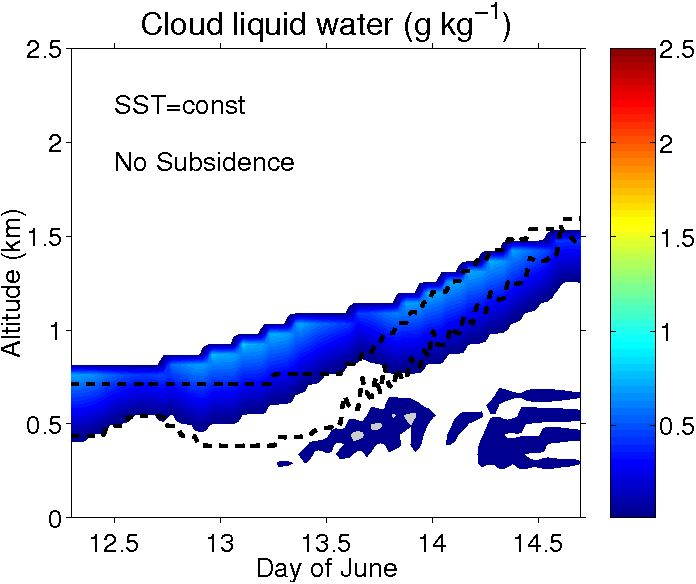 Cloud liquid water (g kg⁻¹)
2.5
2
1.5
1
0.5
0
Altitude (km)
SST=const
No Subsidence
12.5 13 13.5 14 14.5
Day of June
2.5
2
1.5
1
0.5